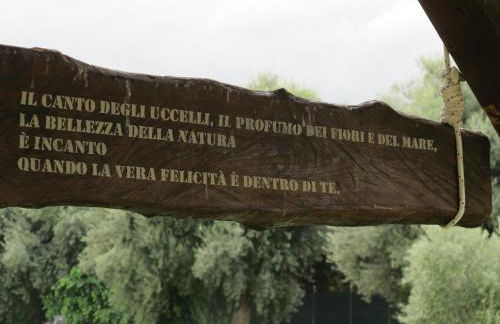 IL CANTO DEGLI UCCELLI, IL PROFUMO DEI FIORI E DEL MARE,
LA BELLEZZA DELLA NATURA
È INCANTO
QUANDO LA VERA FELICITÀ È DENTRO DI TE.